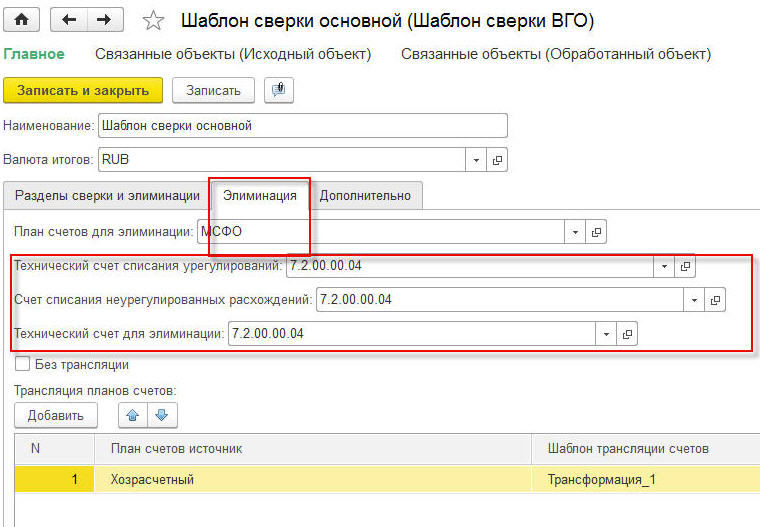 Шаблон сверки основной (Шаблон сверки ВГО)
Главное Связанные объекты (Исходный объект) Связанные объекты (Обработанный объект)
Записать и закрыть Записать
Наименование: Шаблон сверки основной
Валюта итогов: RUB
Разделы сверки и элиминации Элиминация Дополнительно
План счетов для элиминации: МСФО
Технический счет списания урегулирований: 7.2.00.00.04
Счет списания неурегулированных расхождений: 7.2.00.00.04
Технический счет для элиминации: 7.2.00.00.04
Без трансляции
Трансляция планов счетов:
Добавить
N План счетов источник Шаблон трансляции счетов
1 Хозрасчетный Трансформация_1